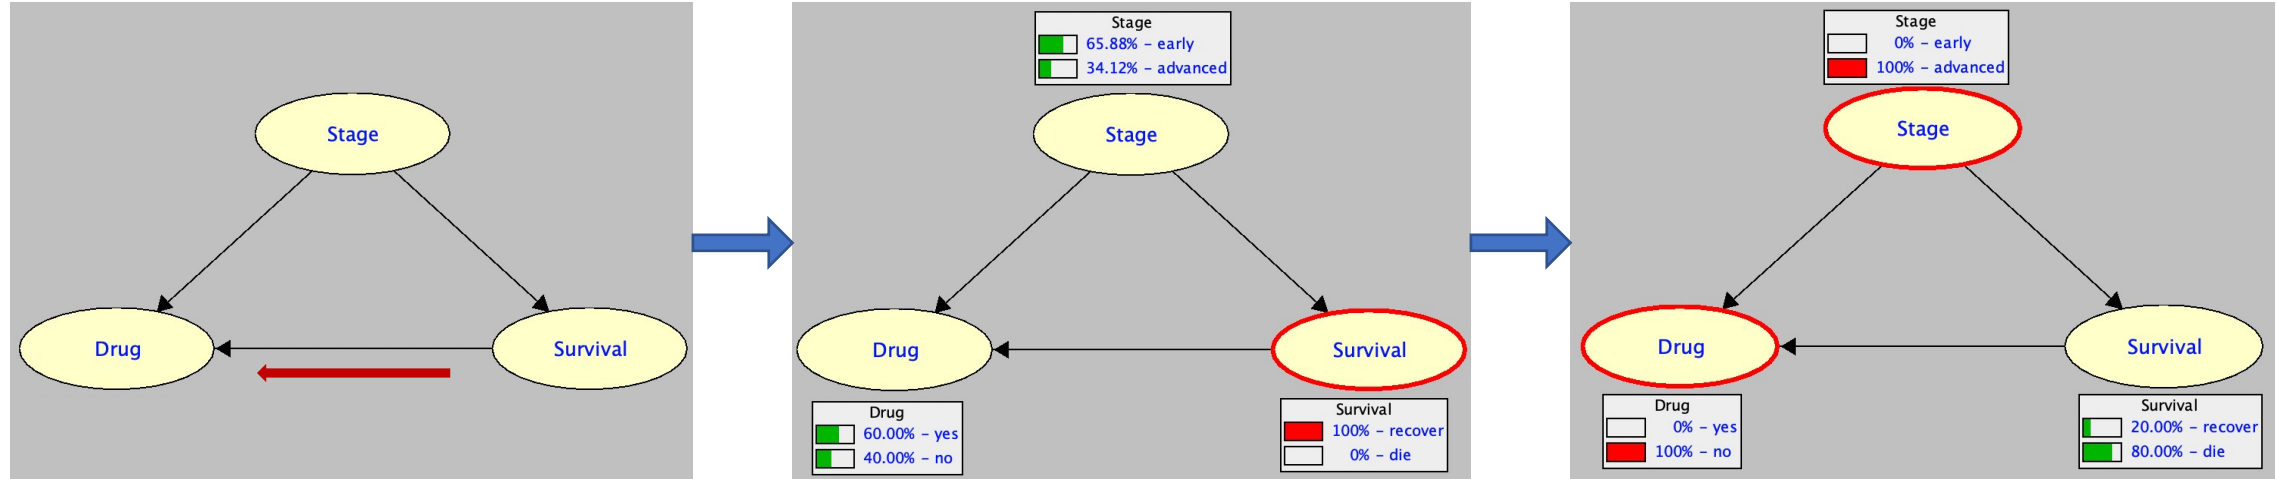 Stage
Drug
Survival
Stage
65.88% – early
34.12% – advanced
Stage
Drug
Survival
Drug
60.00% – yes
40.00% – no
Survival
100% – recover
0% – die
Stage
0% – early
100% – advanced
Stage
Drug
Survival
Drug
0% – yes
100% – no
Survival
20.00% – recover
80.00% – die